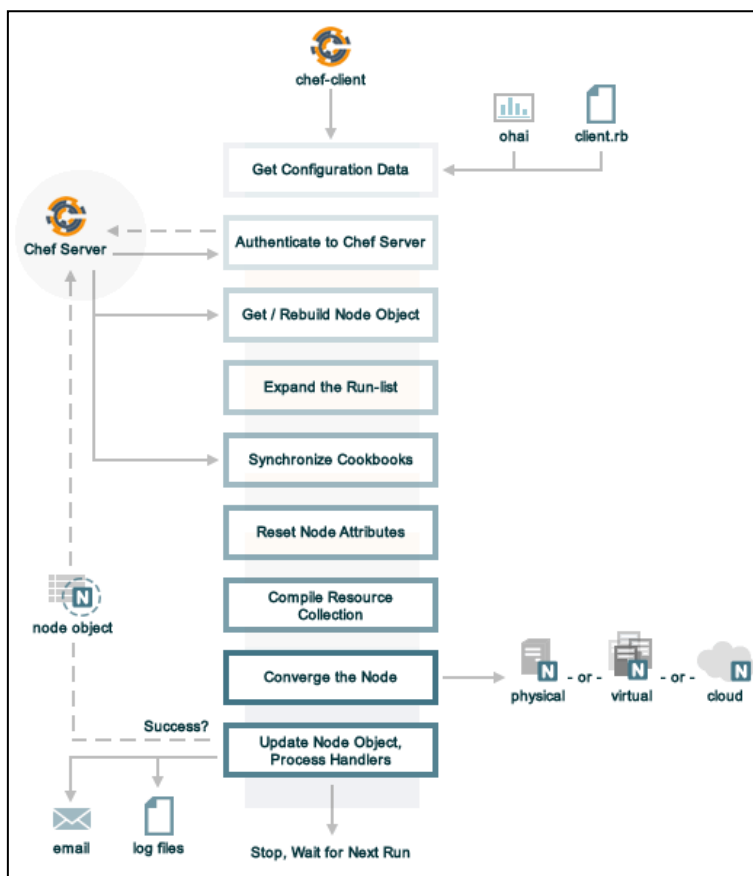 chef-client
ohai
client.rb
Get Configuration Data
Chef Server
Authenticate to Chef Server
Get / Rebuild Node Object
Expand the Run-list
Synchronize Cookbooks
Reset Node Attributes
Compile Resource
Collection
N
node object
Converge the Node
N
physical
- or -
N
virtual
- or -
N
cloud
Success?
Update Node Object,
Process Handlers
email
log files
Stop, Wait for Next Run